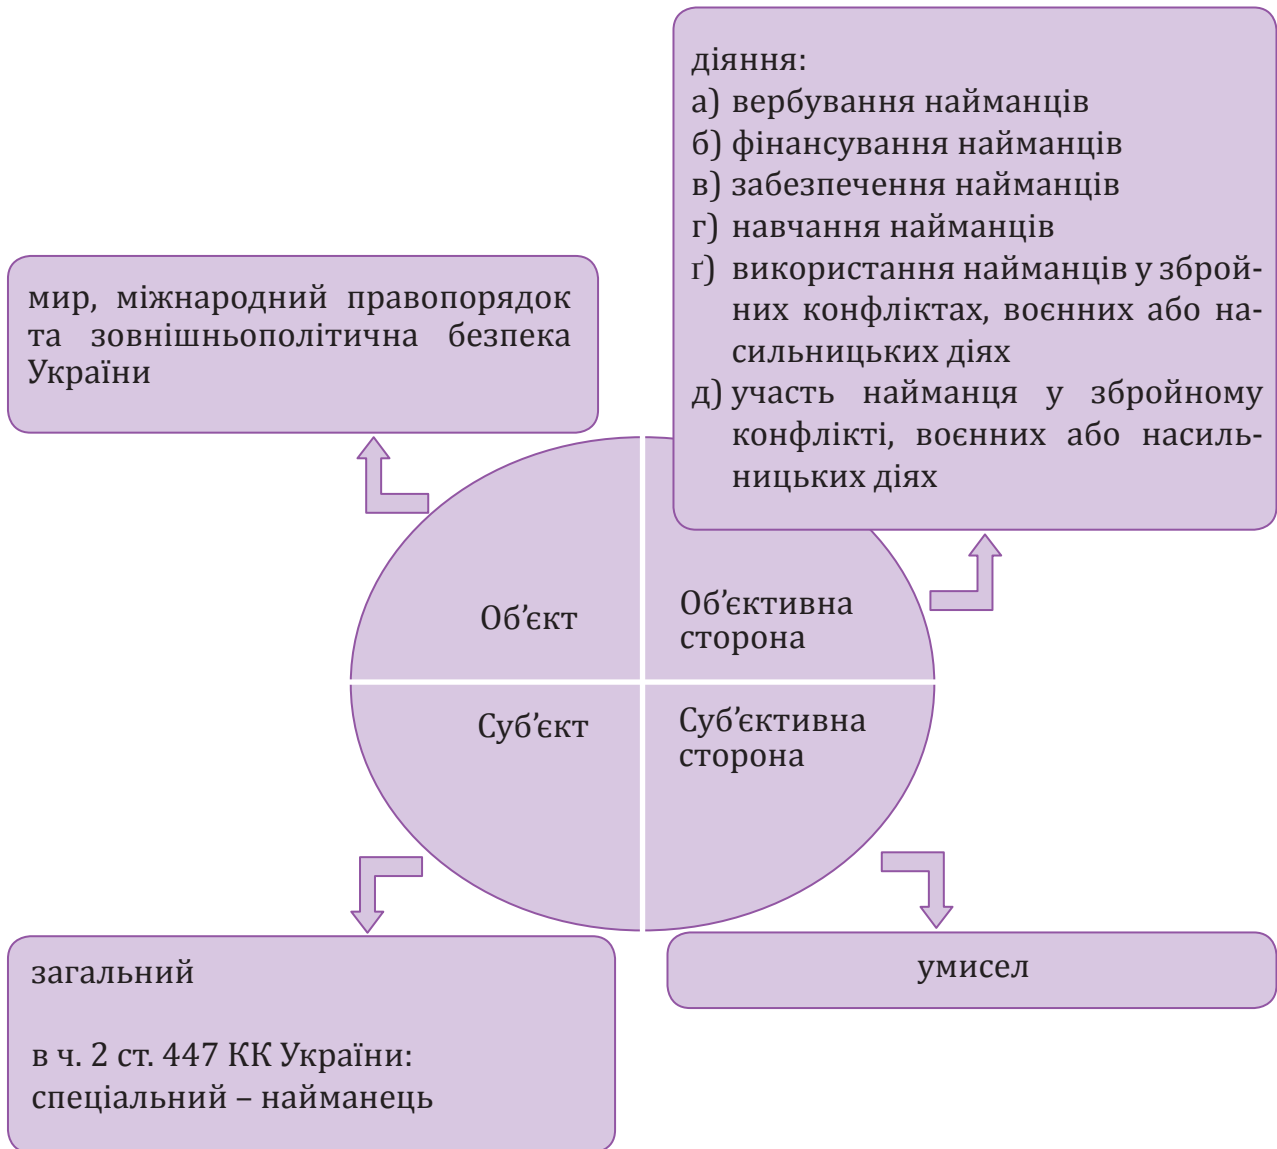 діяння:
а) вербування найманців
б) фінансування найманців
в) забезпечення найманців
г) навчання найманців
ґ) використання найманців у зброй-
них конфліктах, воєнних або на-
сильницьких діях
д) участь найманця у збройному
конфлікті, воєнних або насиль-
ницьких діях
мир, міжнародний правопорядок
та зовнішньополітична безпека
України
Об’єкт
Об’єктивна
сторона
Суб’єкт
Суб’єктивна
сторона
загальний
в ч. 2 ст. 447 КК України:
спеціальний – найманець
умисел